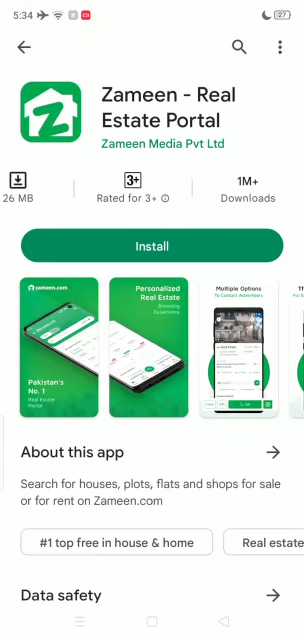 5:34
27
Zameen - Real
Estate Portal
Zameen Media Pvt Ltd
3+
1M+
26 MB
Rated for 3+
Downloads
Install
zameen.com
Pakistan's
No. 1
Real Estate
Portal
Personalized
Real Estate
Browsing
Experience
Multiple Options
To Contact Advertisers
Call
About this app
Search for houses, plots, flats and shops for sale
or for rent on Zameen.com
#1 top free in house & home
Real estate
Data safety